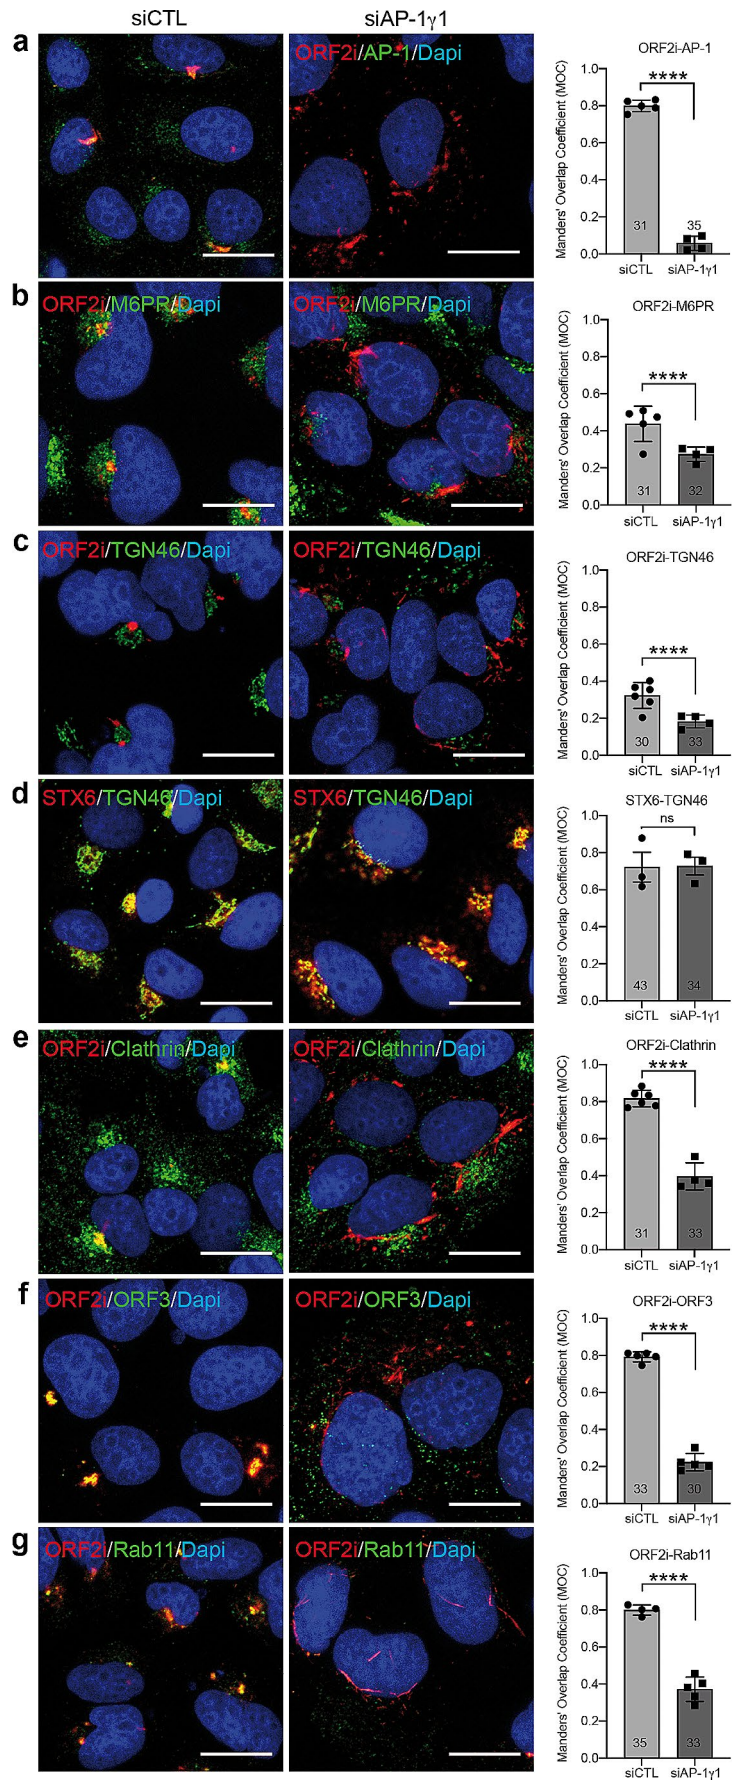 siCTL
siAP-1γ1
a
ORF2i/AP-1/Dapi
ORF2i-AP-1
Manders' Overlap Coefficient (MOC)
1.0
0.8
0.6
0.4
0.2
0.0
****
31
35
siCTL
siAP-1γ1
b
ORF2i/M6PR/Dapi
ORF2i/M6PR/Dapi
ORF2i-M6PR
Manders' Overlap Coefficient (MOC)
1.0
0.8
0.6
0.4
0.2
0.0
****
31
32
siCTL
siAP-1γ1
c
ORF2i/TGN46/Dapi
ORF2i/TGN46/Dapi
ORF2i-TGN46
Manders' Overlap Coefficient (MOC)
1.0
0.8
0.6
0.4
0.2
0.0
****
30
33
siCTL
siAP-1γ1
d
STX6/TGN46/Dapi
STX6/TGN46/Dapi
STX6-TGN46
Manders' Overlap Coefficient (MOC)
1.0
0.8
0.6
0.4
0.2
0.0
ns
43
34
siCTL
siAP-1γ1
e
ORF2i/Clathrin/Dapi
ORF2i/Clathrin/Dapi
ORF2i-Clathrin
Manders' Overlap Coefficient (MOC)
1.0
0.8
0.6
0.4
0.2
0.0
****
31
33
siCTL
siAP-1γ1
f
ORF2i/ORF3/Dapi
ORF2i/ORF3/Dapi
ORF2i-ORF3
Manders' Overlap Coefficient (MOC)
1.0
0.8
0.6
0.4
0.2
0.0
****
33
30
siCTL
siAP-1γ1
g
ORF2i/Rab11/Dapi
ORF2i/Rab11/Dapi
ORF2i-Rab11
Manders' Overlap Coefficient (MOC)
1.0
0.8
0.6
0.4
0.2
0.0
****
35
33
siCTL
siAP-1γ1